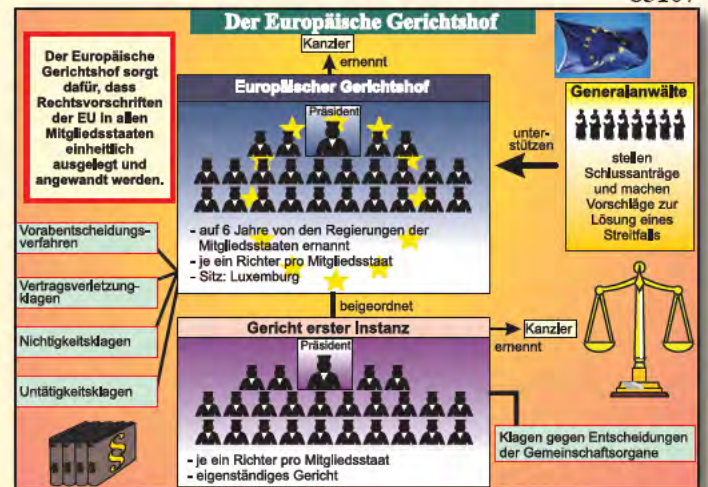 Der Europäische Gerichtshof
Der Europäische
Gerichtshof sorgt
dafür, dass
Rechtsvorschriften
der EU in allen
Mitgliedsstaaten
einheitlich
ausgelegt und
angewandt werden.
Kanzler
ernennt
Europäischer Gerichtshof
Präsident
- auf 6 Jahre von den Regierungen der
Mitgliedsstaaten ernannt
- je ein Richter pro Mitgliedsstaat
- Sitz: Luxemburg
unter-
stützen
Generalanwälte
stellen
Schlussanträge
und machen
Vorschläge zur
Lösung eines
Streitfalls
Vorabentscheidungs-
verfahren
Vertragsverletzung-
klagen
Nichtigkeitsklagen
Untätigkeitsklagen
beigeordnet
Gericht erster Instanz
Präsident
- je ein Richter pro Mitgliedsstaat
- eigenständiges Gericht
Kanzler
ernennt
Klagen gegen Entscheidungen
der Gemeinschaftsorgane
§